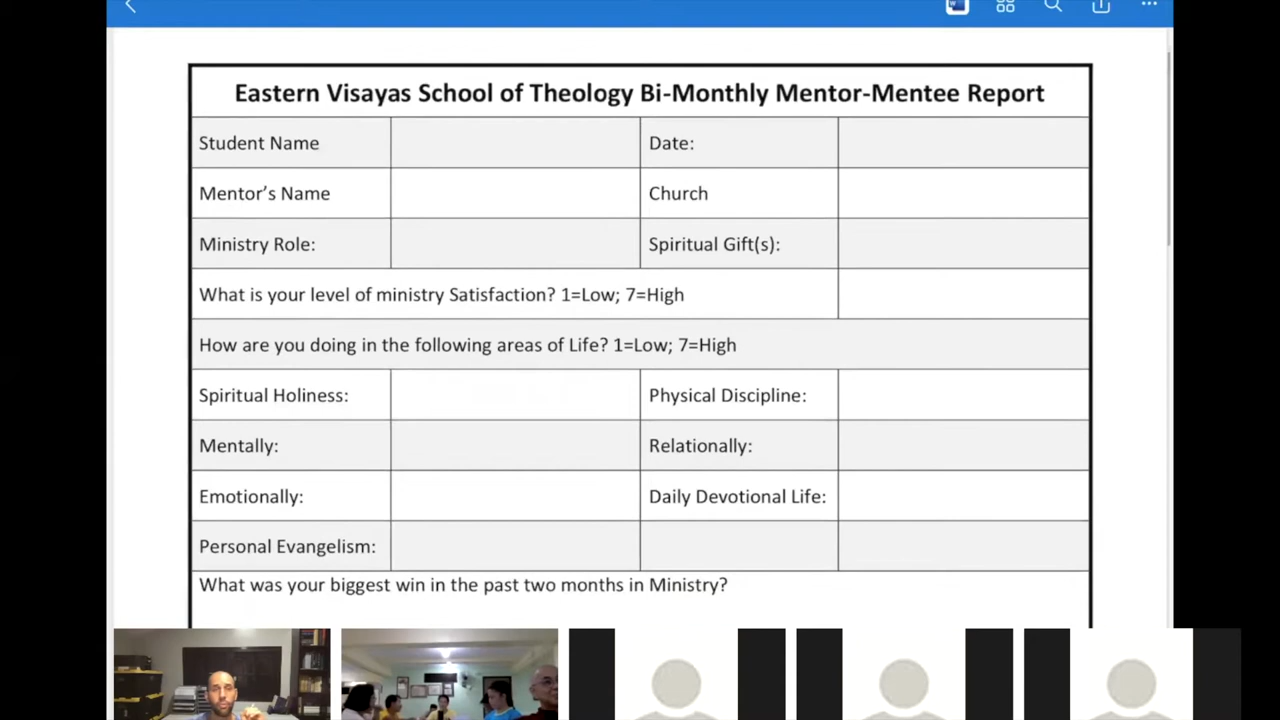 Eastern Visayas School of Theology Bi-Monthly Mentor-Mentee Report
Student Name
Date:
Mentor's Name
Church
Ministry Role:
Spiritual Gift(s):
What is your level of ministry Satisfaction? 1=Low; 7=High
How are you doing in the following areas of Life? 1=Low; 7=High
Spiritual Holiness:
Physical Discipline:
Mentally:
Relationally:
Emotionally:
Daily Devotional Life:
Personal Evangelism:
What was your biggest win in the past two months in Ministry?